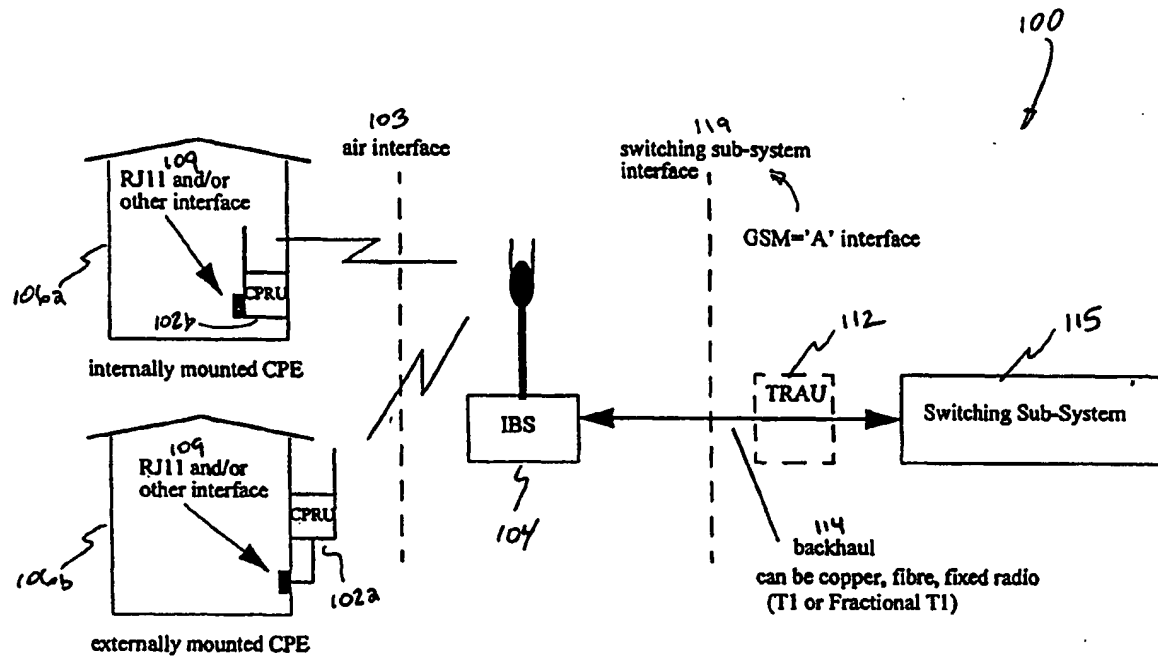 100
103
air interface
119
switching sub-system
interface
GSM='A' interface
109
RJ11 and/or
other interface
106a
CPRU
102b
internally mounted CPE
112
115
TRAU
Switching Sub-System
IBS
104
109
RJ11 and/or
other interface
CPRU
106b
102a
externally mounted CPE
114
backhaul
can be copper, fibre, fixed radio
(T1 or Fractional T1)